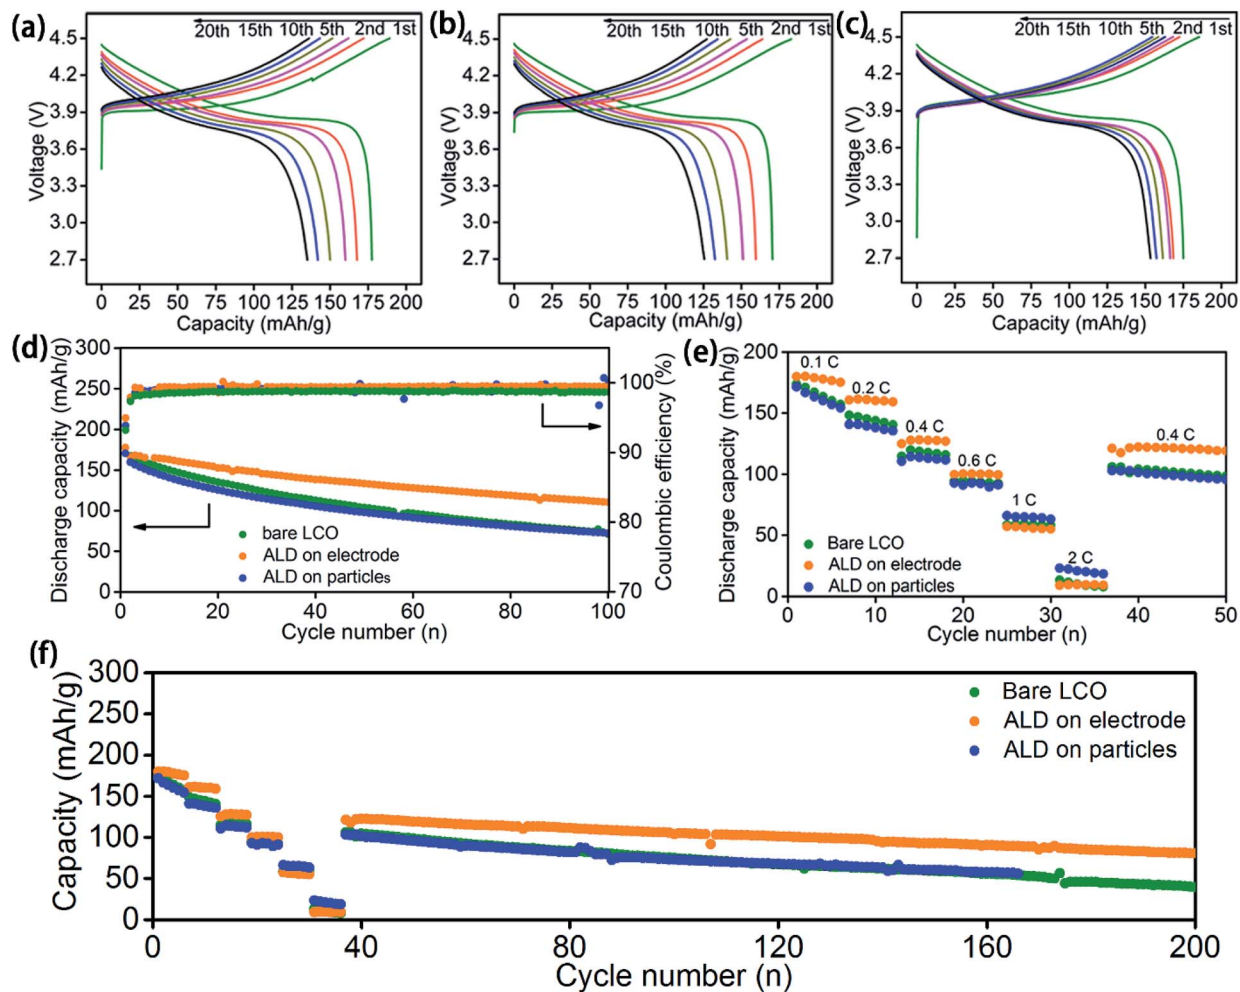 (a)
20th 15th 10th 5th 2nd 1st
4.5
4.2
3.9
3.6
3.3
3.0
2.7
Voltage (V)
0 25 50 75 100 125 150 175 200
Capacity (mAh/g)
(b)
20th 15th 10th 5th 2nd 1st
4.5
4.2
3.9
3.6
3.3
3.0
2.7
Voltage (V)
0 25 50 75 100 125 150 175 200
Capacity (mAh/g)
(c)
20th 15th 10th 5th 2nd 1st
4.5
4.2
3.9
3.6
3.3
3.0
2.7
Voltage (V)
0 25 50 75 100 125 150 175 200
Capacity (mAh/g)
(d)
300
250
200
150
100
50
0
Discharge capacity (mAh/g)
100
90
80
70
Coulombic efficiency (%)
bare LCO
ALD on electrode
ALD on particles
0 20 40 60 80 100
Cycle number (n)
(e)
200
150
100
50
0
Discharge capacity (mAh/g)
0.1 C
0.2 C
0.4 C
0.6 C
1 C
2 C
0.4 C
Bare LCO
ALD on electrode
ALD on particles
0 10 20 30 40 50
Cycle number (n)
(f)
300
250
200
150
100
50
0
Capacity (mAh/g)
Bare LCO
ALD on electrode
ALD on particles
0 40 80 120 160 200
Cycle number (n)